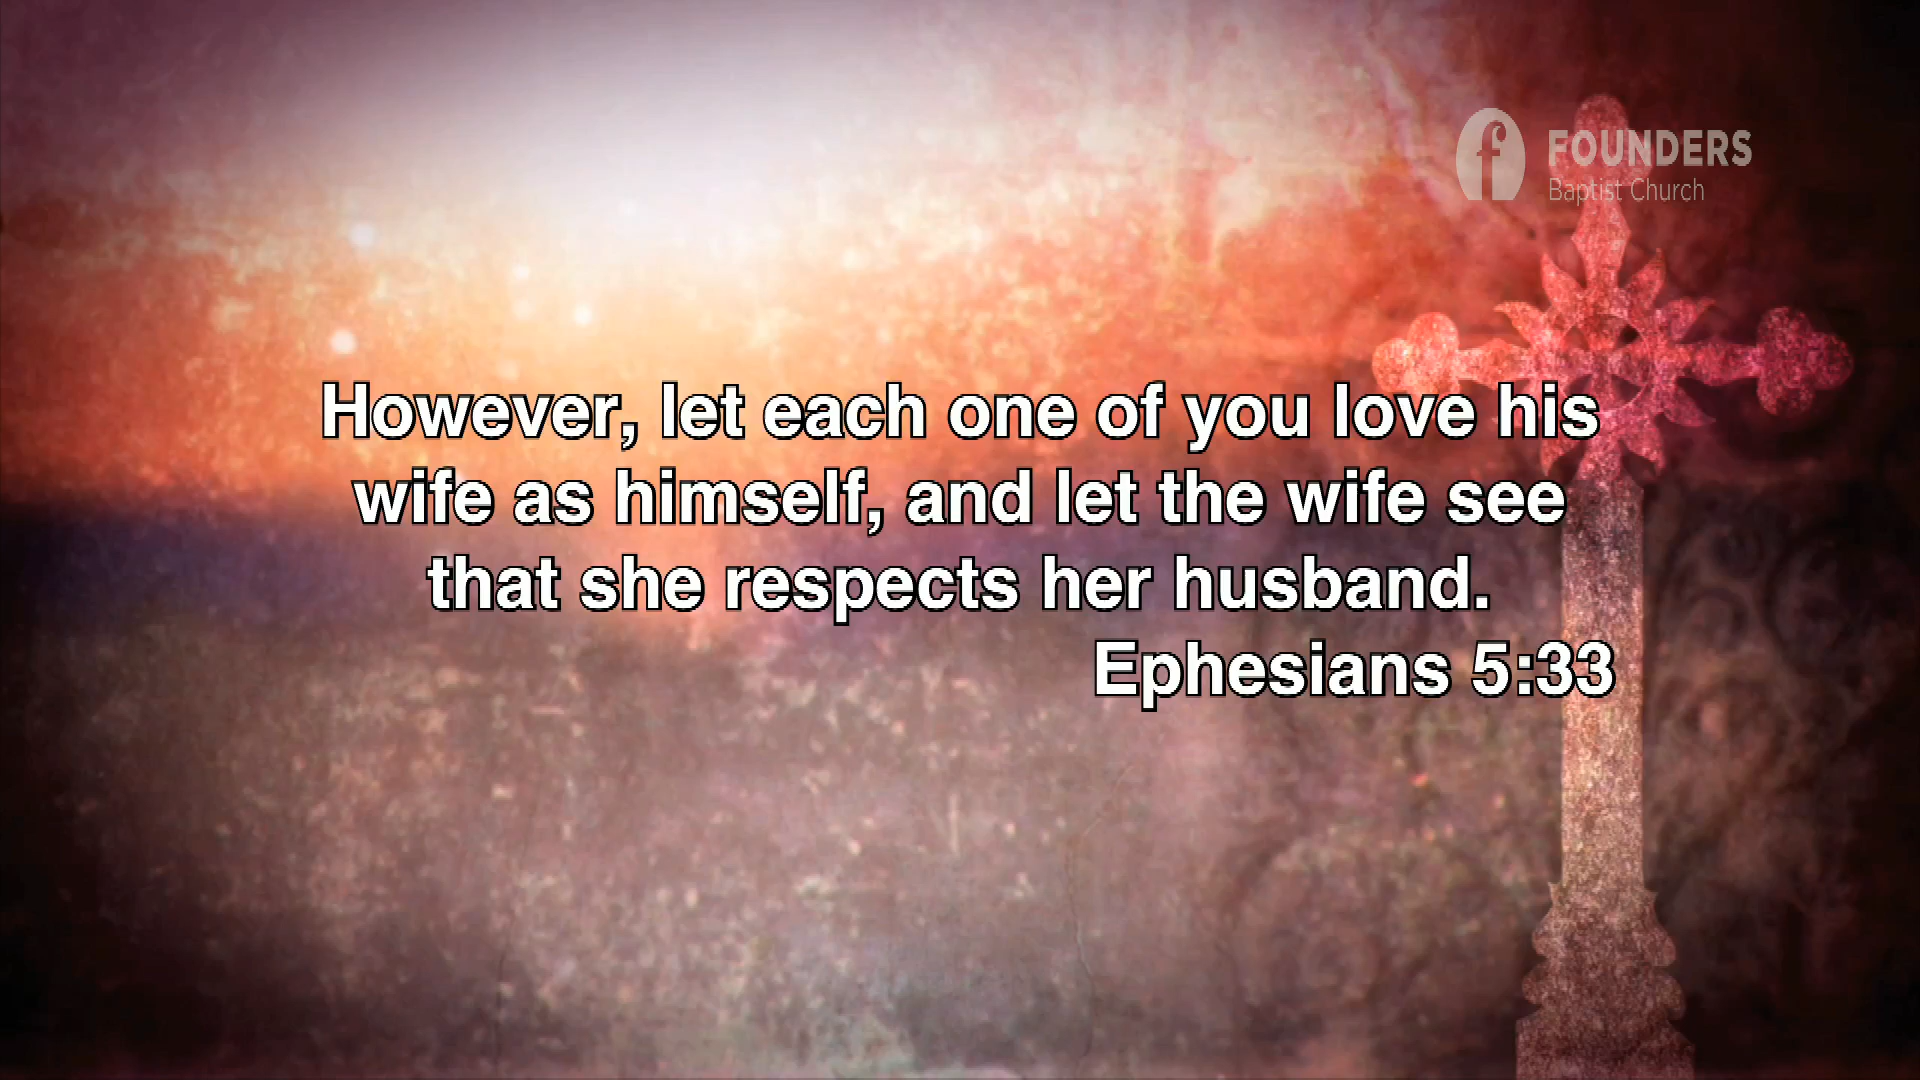 FOUNDERS
Baptist Church
However, let each one of you love his
wife as himself, and let the wife see
that she respects her husband.
Ephesians 5:33